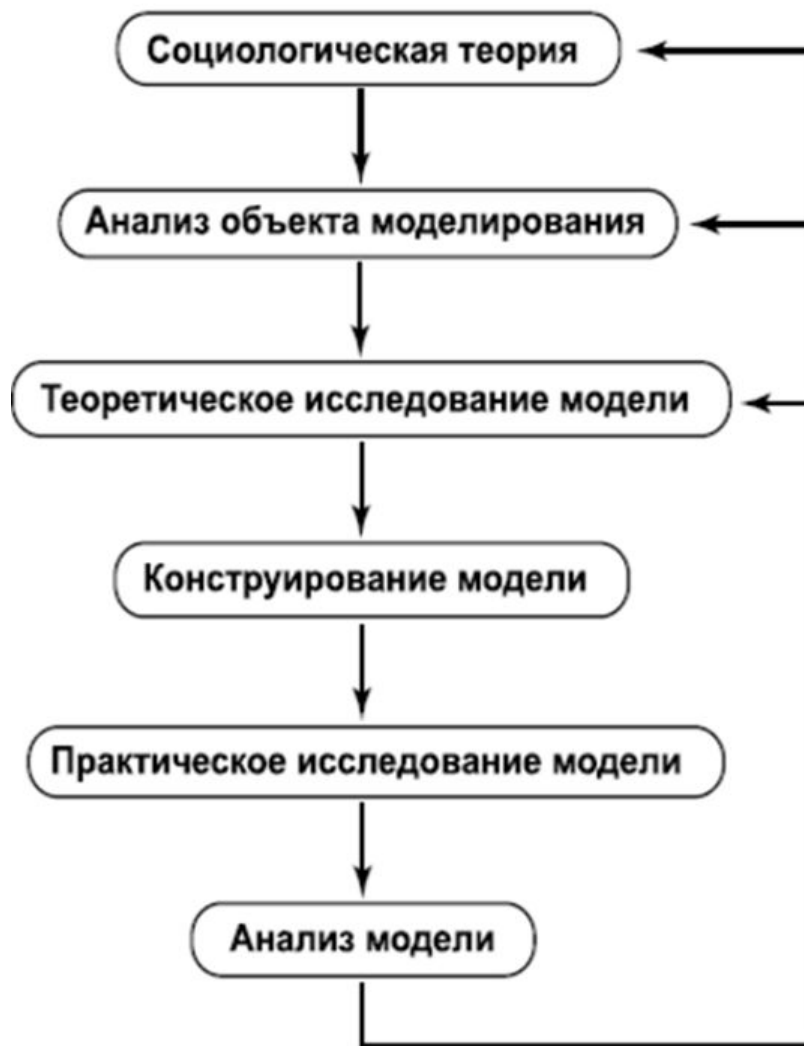 Социологическая теория
Анализ объекта моделирования
Теоретическое исследование модели
Конструирование модели
Практическое исследование модели
Анализ модели